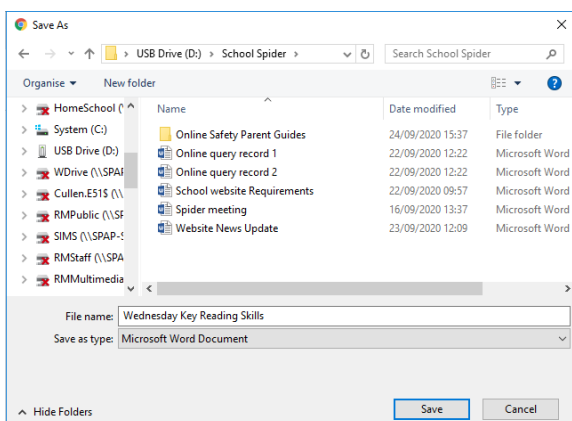 Save As
USB Drive (D:) > School Spider >
Search School Spider
Organise New folder
Name Date modified Type
HomeSchool (
System (C:)
USB Drive (D:)
WDrive (\\SPAP
Cullen.E51$ (\\
RMPublic (\\SP
SIMS (\\SPAP-S
RMStaff (\\SPA
RMMultimedia
Online Safety Parent Guides 24/09/2020 15:37 File folder
Online query record 1 22/09/2020 12:22 Microsoft Word
Online query record 2 22/09/2020 12:22 Microsoft Word
School website Requirements 22/09/2020 09:57 Microsoft Word
Spider meeting 16/09/2020 13:37 Microsoft Word
Website News Update 23/09/2020 12:09 Microsoft Word
File name: Wednesday Key Reading Skills
Save as type: Microsoft Word Document
Hide Folders
Save Cancel